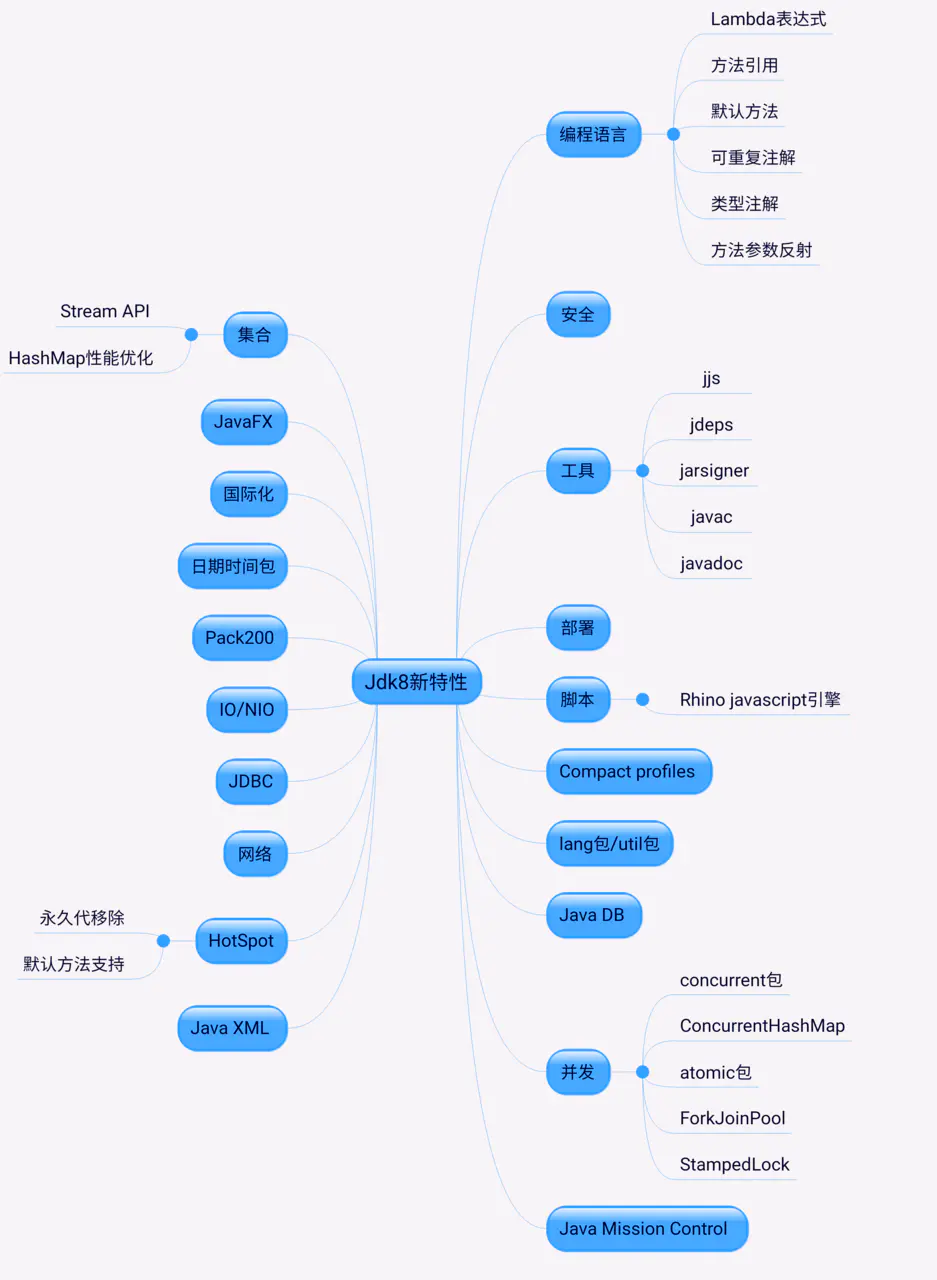 Jdk8新特性
编程语言
Lambda表达式
方法引用
默认方法
可重复注解
类型注解
方法参数反射
安全
工具
jjs
jdeps
jarsigner
javac
javadoc
部署
脚本
Rhino javascript引擎
Compact profiles
lang包/util包
Java DB
并发
concurrent包
ConcurrentHashMap
atomic包
ForkJoinPool
StampedLock
Java Mission Control
集合
Stream API
HashMap性能优化
JavaFX
国际化
日期时间包
Pack200
IO/NIO
JDBC
网络
HotSpot
永久代移除
默认方法支持
Java XML